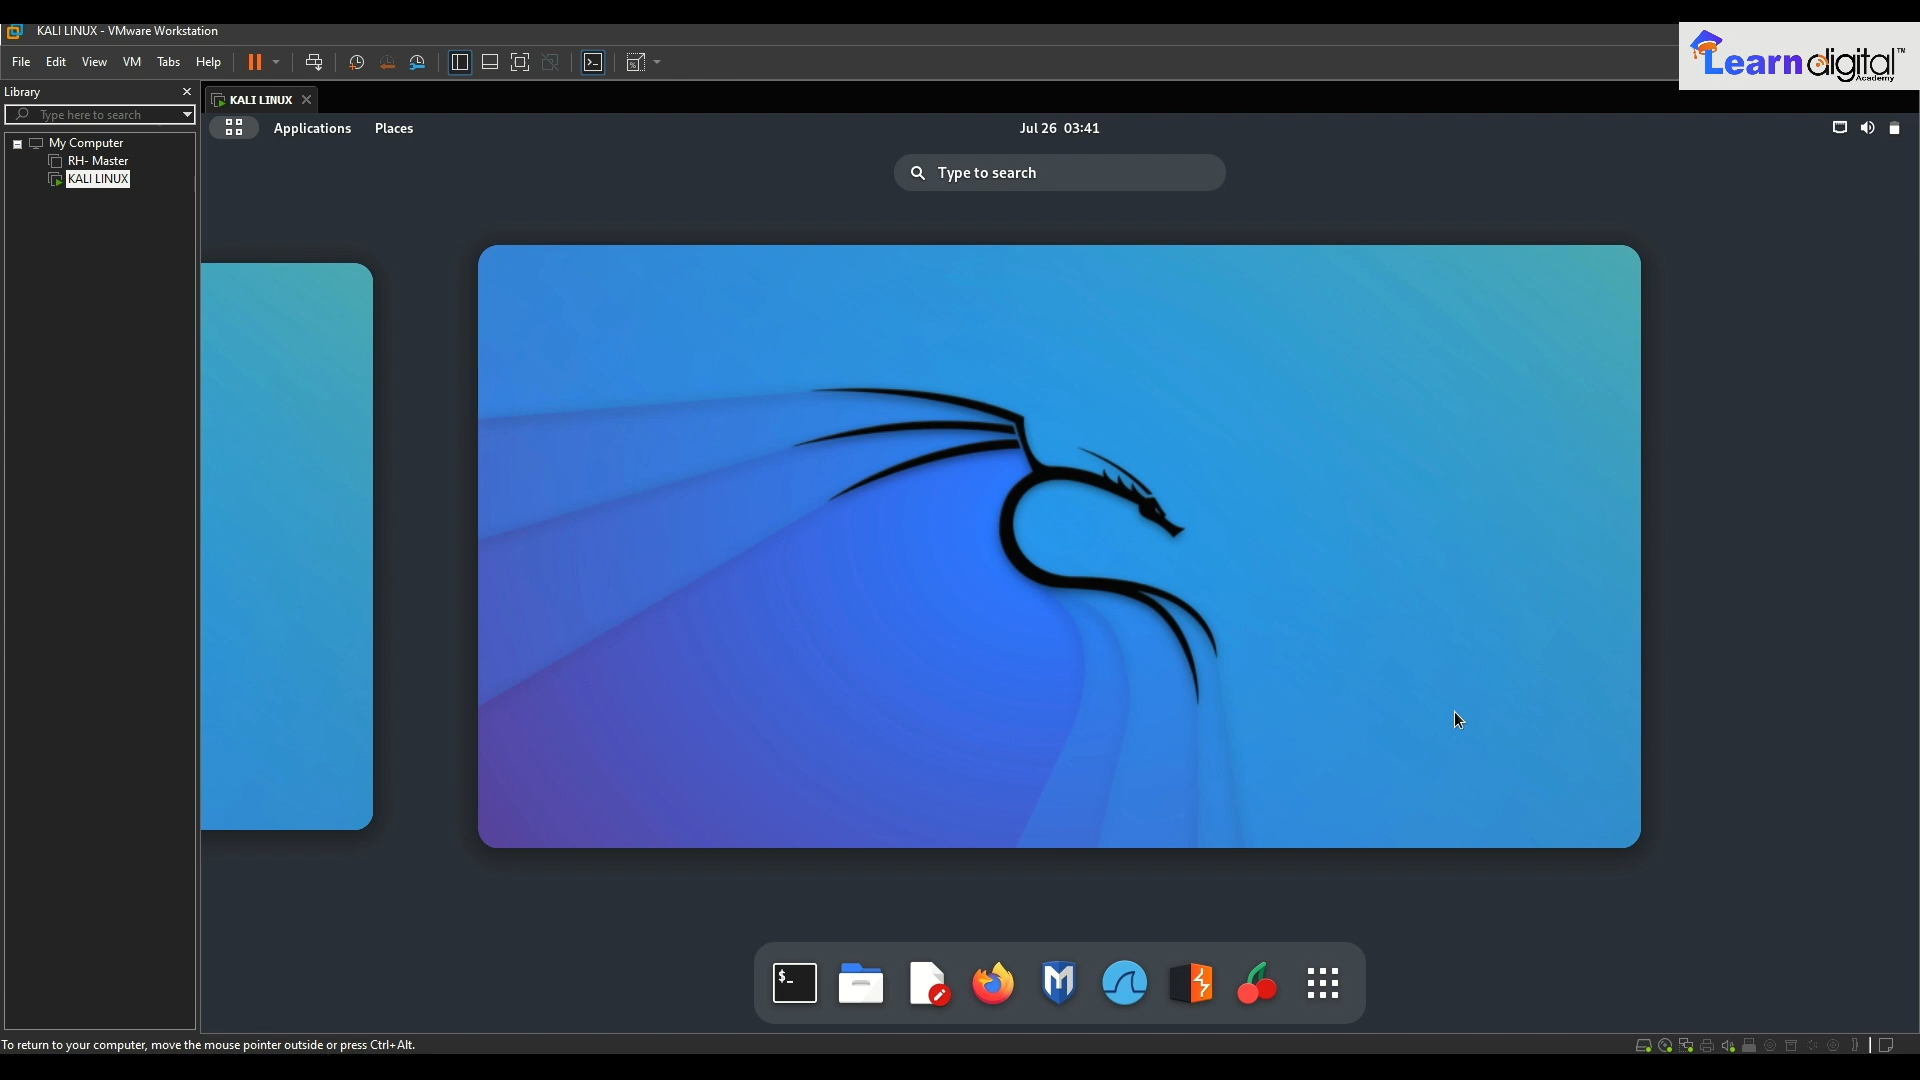 KALI LINUX - VMware Workstation
Learn digital™
Academy
File Edit View VM Tabs Help
Library
KALI LINUX
Type here to search
Applications Places
Jul 26 03:41
My Computer
RH- Master
KALI LINUX
Type to search
$-
M
To return to your computer, move the mouse pointer outside or press Ctrl+Alt.